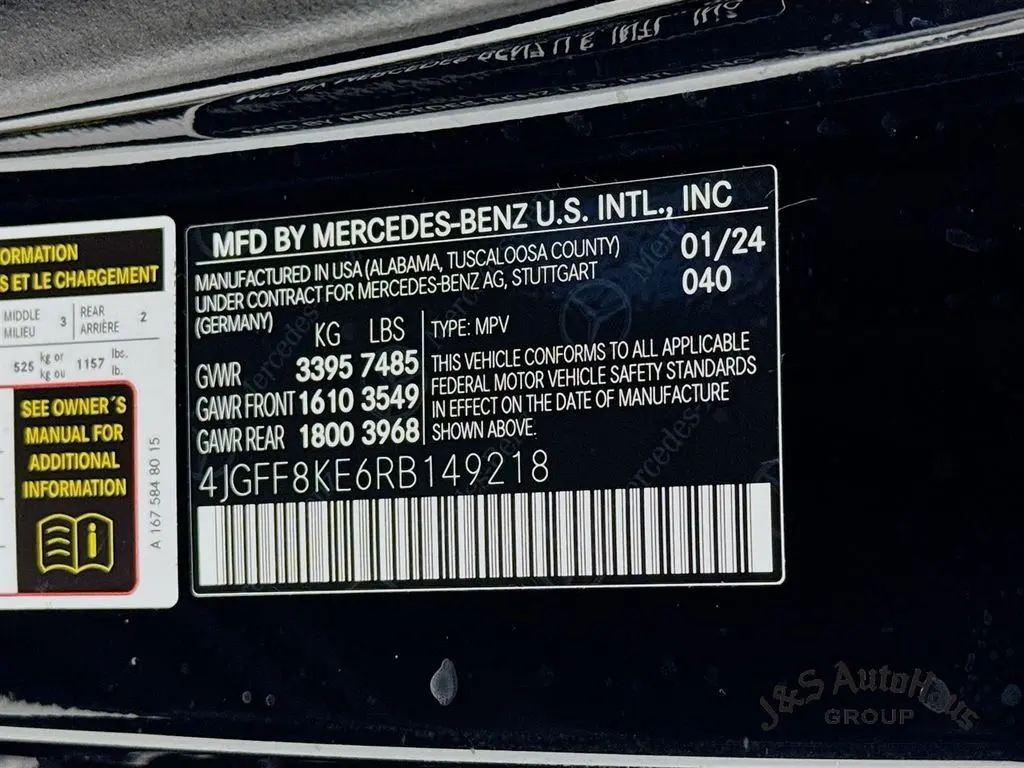 MFD BY MERCEDES-BENZ U.S. INTL., INC
MANUFACTURED IN USA (ALABAMA, TUSCALOOSA COUNTY)
UNDER CONTRACT FOR MERCEDES-BENZ AG, STUTTGART
(GERMANY)
01/24
040
KG LBS
GVWR 3395 7485
GAWR FRONT 1610 3549
GAWR REAR 1800 3968
TYPE: MPV
THIS VEHICLE CONFORMS TO ALL APPLICABLE
FEDERAL MOTOR VEHICLE SAFETY STANDARDS
IN EFFECT ON THE DATE OF MANUFACTURE
SHOWN ABOVE.
4JGFF8KE6RB149218
ORMATION
S ET LE CHARGEMENT
MIDDLE 3 REAR 2
MILIEU ARRIÈRE
525 kg or 1157 lbs.
kg ou lb.
SEE OWNER'S
MANUAL FOR
ADDITIONAL
INFORMATION
A 167 584 80 15
J&S AutoHaus
GROUP